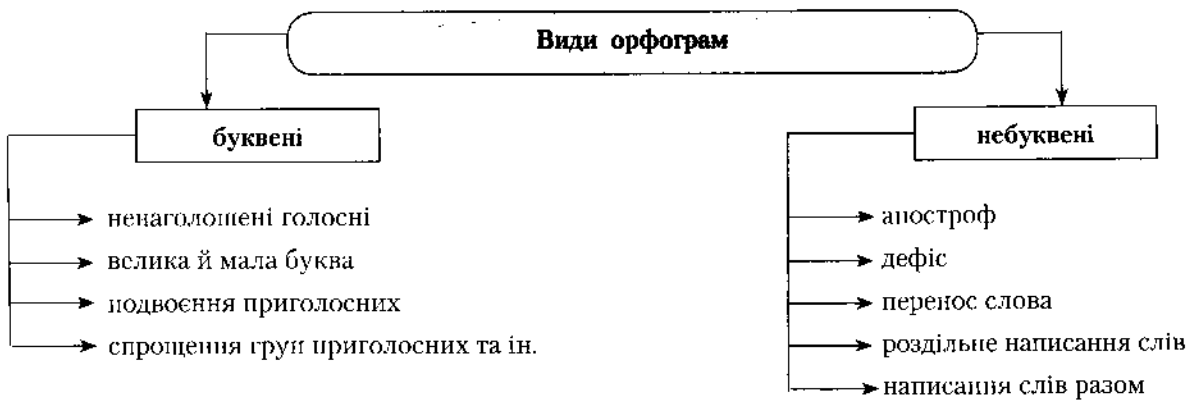 Види орфограм
буквені
ненаголошені голосні
велика й мала буква
подвоєння приголосних
спрощення груп приголосних та ін.
небуквені
апостроф
дефіс
перенос слова
роздільне написання слів
написання слів разом